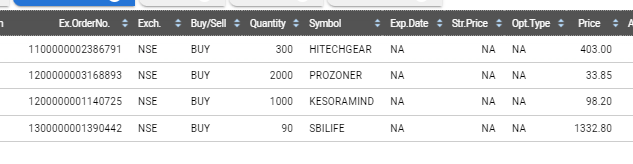 Ex.OrderNo. Exch. Buy/Sell Quantity Symbol Exp.Date Str.Price Opt.Type Price
1100000002386791 NSE BUY 300 HITECHGEAR NA NA NA 403.00
1200000003168893 NSE BUY 2000 PROZONER NA NA NA 33.85
1200000001140725 NSE BUY 1000 KESORAMIND NA NA NA 98.20
1300000001390442 NSE BUY 90 SBILIFE NA NA NA 1332.80